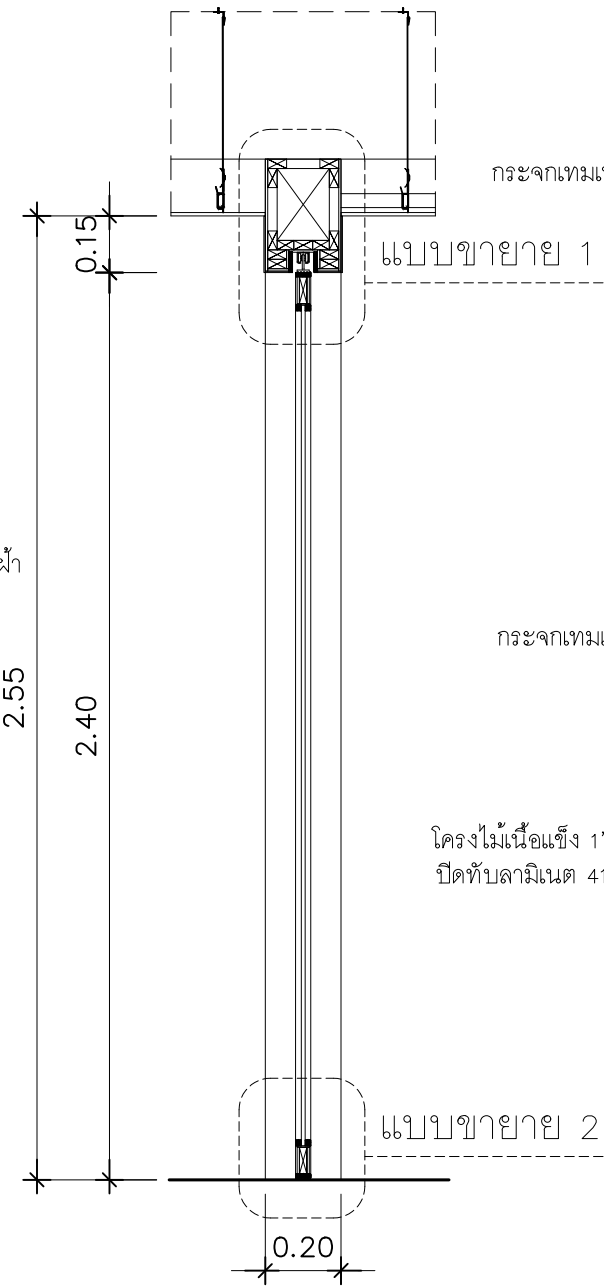 กระจกเทมเ
0.15
แบบขายาย 1
ฝ้า
กระจกเทมเ
2.55
2.40
โครงไม้เนื้อแข็ง 1"
ปิดทับลามิเนต 41
แบบขายาย 2
0.20